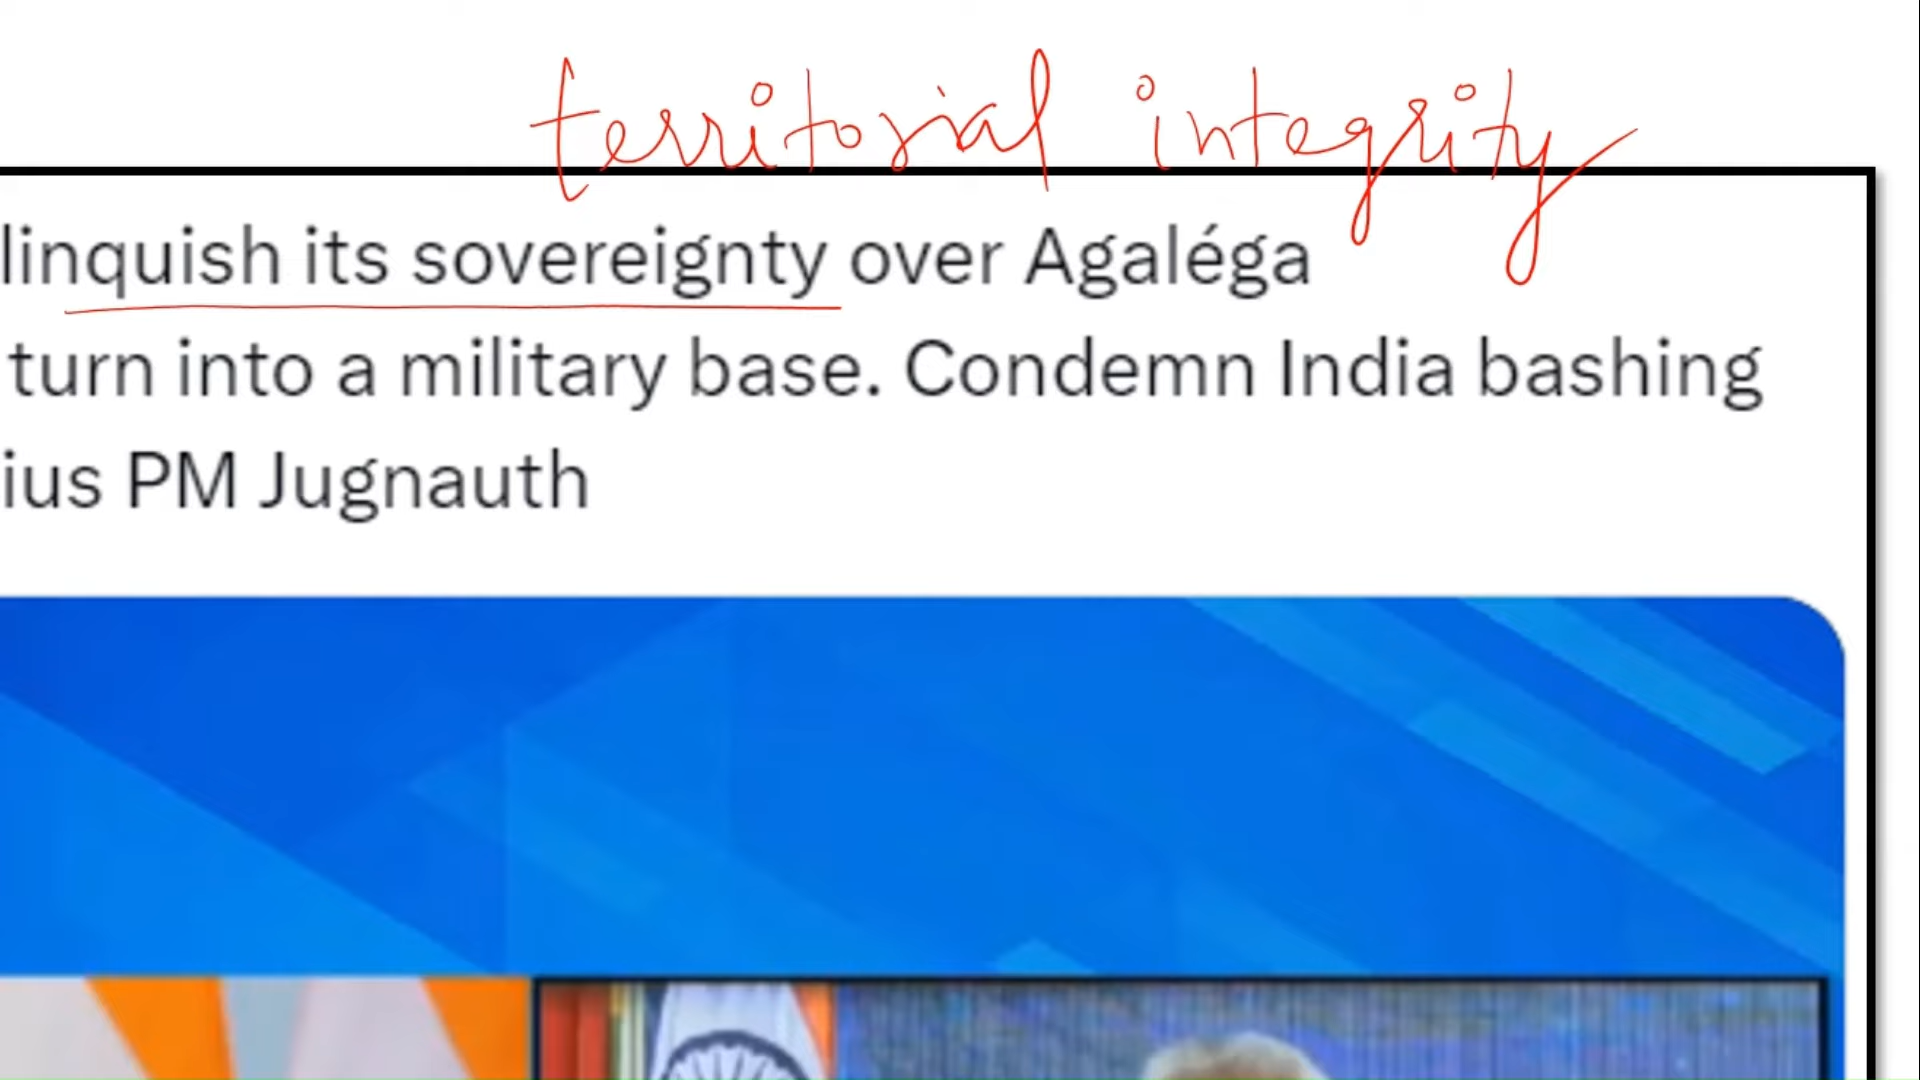 territorial integrity
linquish its sovereignty over Agaléga
turn into a military base. Condemn India bashing
ius PM Jugnauth